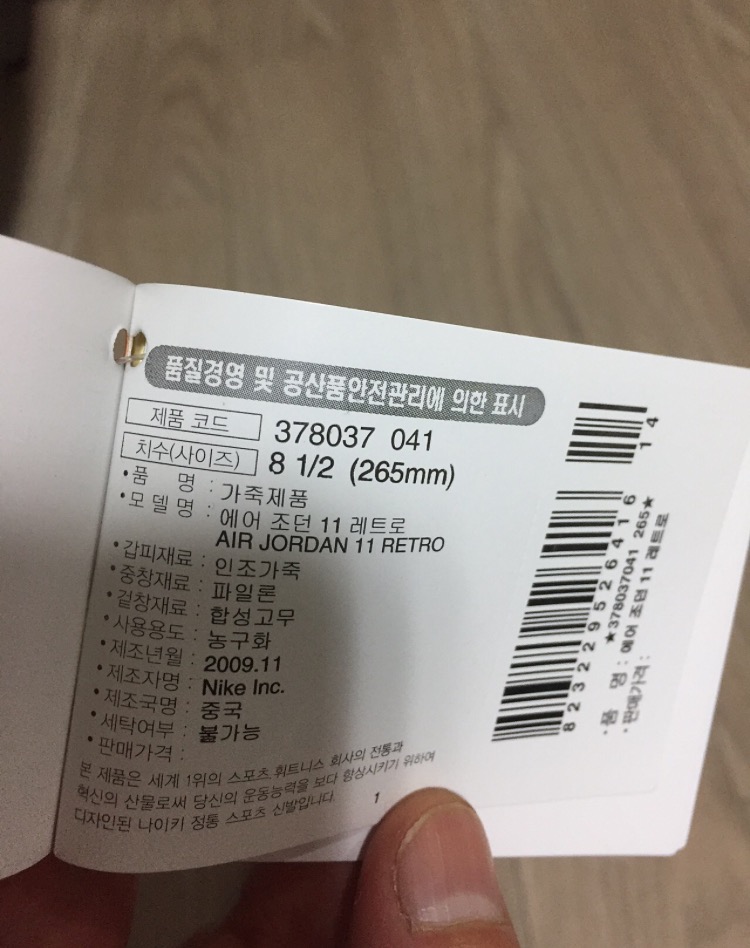 품질경영 및 공산품안전관리에 의한 표시
제품 코드 378037 041
치수(사이즈) 8 1/2 (265mm)
•품 명 : 가죽제품
•모델명 : 에어 조던 11 레트로
AIR JORDAN 11 RETRO
•갑피재료 : 인조가죽
•중창재료 : 파일론
•겉창재료 : 합성고무
•사용용도 : 농구화
•제조년월 : 2009.11
•제조자명 : Nike Inc.
•제조국명 : 중국
•세탁여부 : 불가능
•판매가격 :
본 제품은 세계 1위의 스포츠 휘트니스 회사의 전통과
혁신의 산물로써 당신의 운동능력을 보다 향상시키기 위하여
디자인된 나이키 정통 스포츠 신발입니다.
1
823229526416
14
★378037041 265★
•품 명 : 에어 조던 11 레트로
•판매가격 :